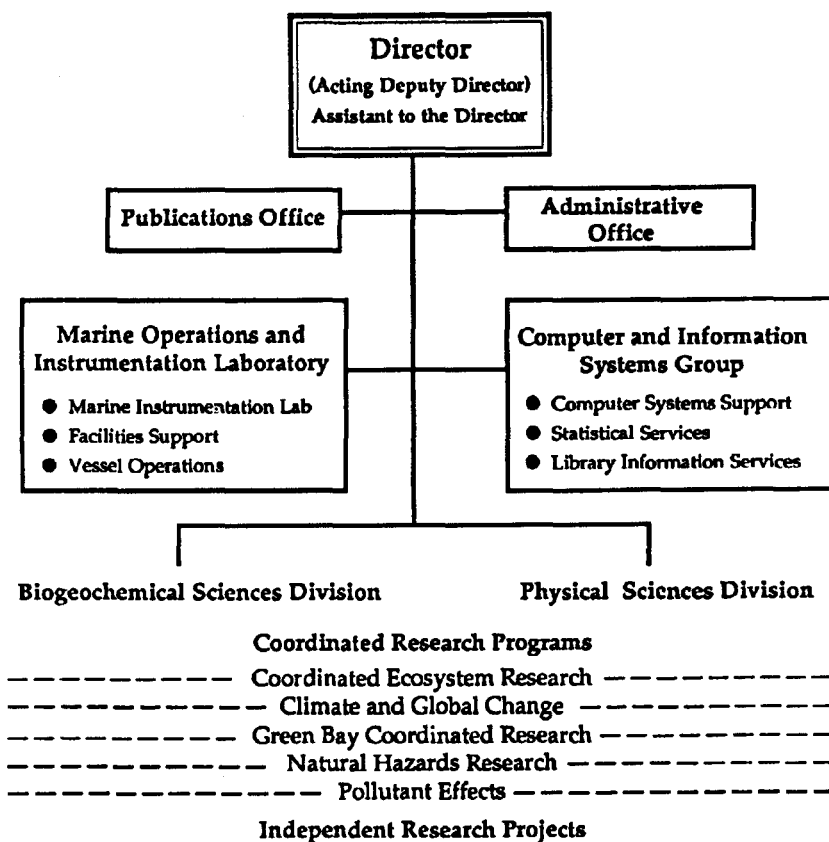 Director
(Acting Deputy Director)
Assistant to the Director
Publications Office
Administrative
Office
Marine Operations and
Instrumentation Laboratory
● Marine Instrumentation Lab
● Facilities Support
● Vessel Operations
Computer and Information
Systems Group
● Computer Systems Support
● Statistical Services
● Library Information Services
Biogeochemical Sciences Division
Physical Sciences Division
Coordinated Research Programs
Coordinated Ecosystem Research
Climate and Global Change
Green Bay Coordinated Research
Natural Hazards Research
Pollutant Effects
Independent Research Projects